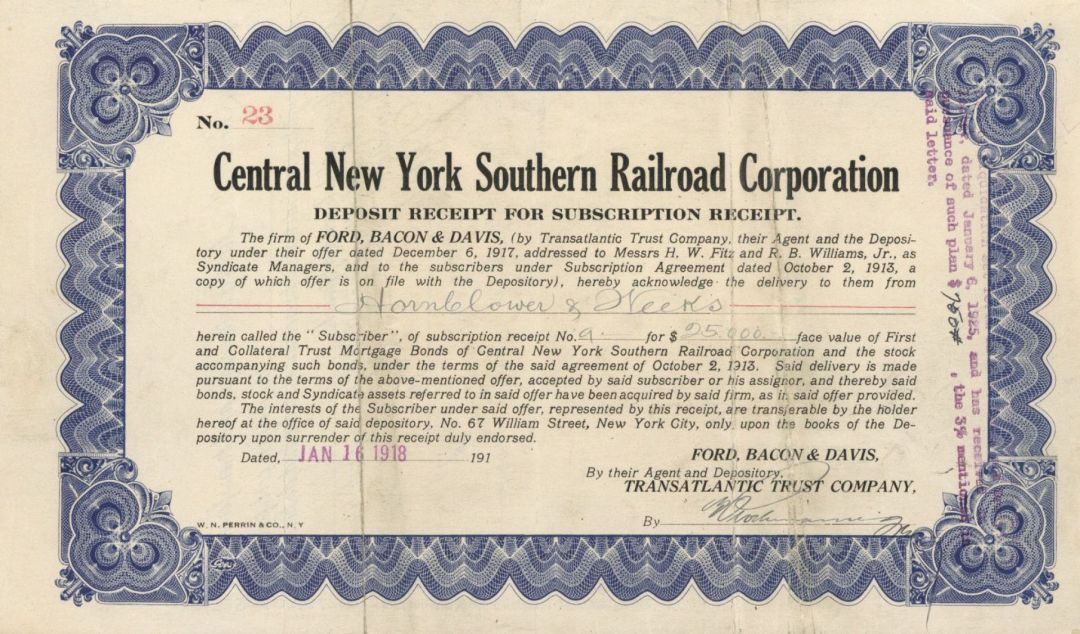 No. 23
Central New York Southern Railroad Corporation
DEPOSIT RECEIPT FOR SUBSCRIPTION RECEIPT.
The firm of FORD, BACON & DAVIS, (by Transatlantic Trust Company, their Agent and the Deposi-
tory under their offer dated December 6, 1917, addressed to Messrs H. W. Fitz and R. B. Williams, Jr., as
Syndicate Managers, and to the subscribers under Subscription Agreement dated October 2, 1913, a
copy of which offer is on file with the Depository), hereby acknowledge the delivery to them from
Hornblower & Weeks
herein called the "Subscriber", of subscription receipt No. 9 for $ 25.000.- face value of First
and Collateral Trust Mortgage Bonds of Central New York Southern Railroad Corporation and the stock
accompanying such bonds, under the terms of the said agreement of October 2, 1913. Said delivery is made
pursuant to the terms of the above-mentioned offer, accepted by said subscriber or his assignor, and thereby said
bonds, stock and Syndicate assets referred to in said offer have been acquired by said firm, as in said offer provided.
The interests of the Subscriber under said offer, represented by this receipt, are transferable by the holder
hereof at the office of said depository, No. 67 William Street, New York City, only upon the books of the De-
pository upon surrender of this receipt duly endorsed.
Dated, JAN 16 1918 191
FORD, BACON & DAVIS,
By their Agent and Depository,
TRANSATLANTIC TRUST COMPANY,
By
W. N. PERRIN & CO., N. Y
dated January 6, 1925, and has received
of such plan $ , the 3% mentioned
said letter.